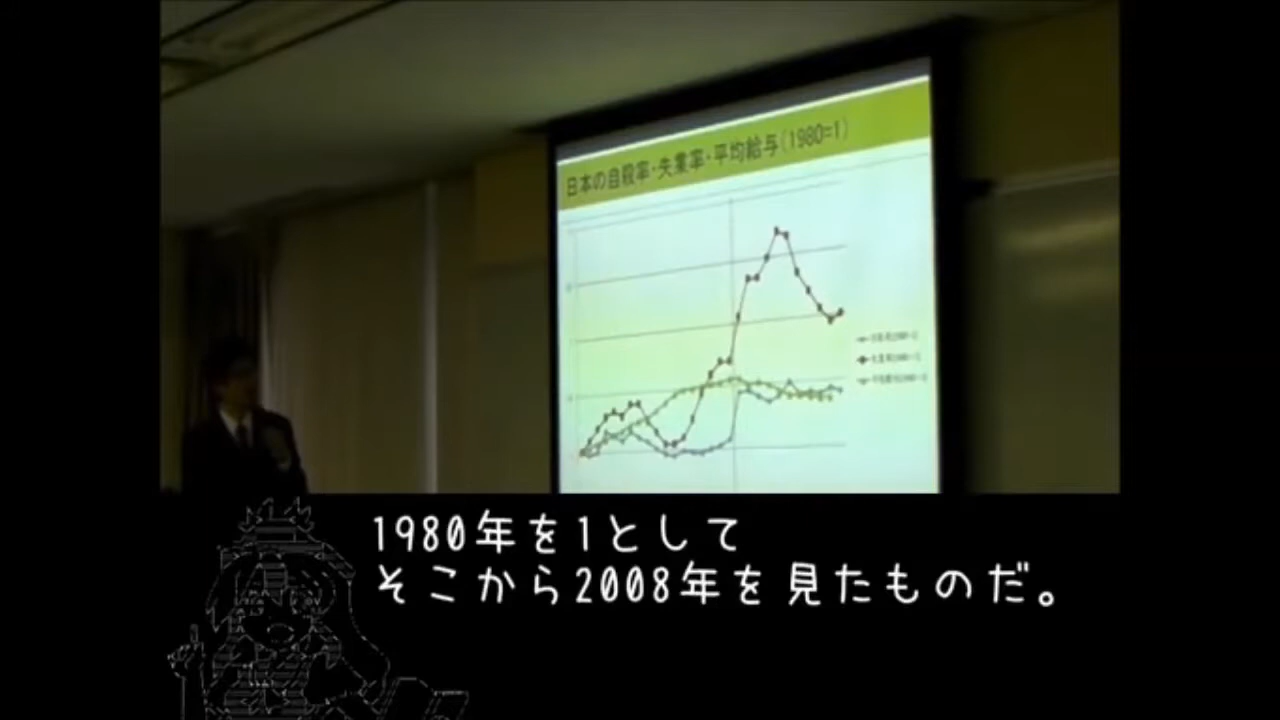 日本の自殺率・失業率・平均給与(1980=1)
1980年を1として
そこから2008年を見たものだ。